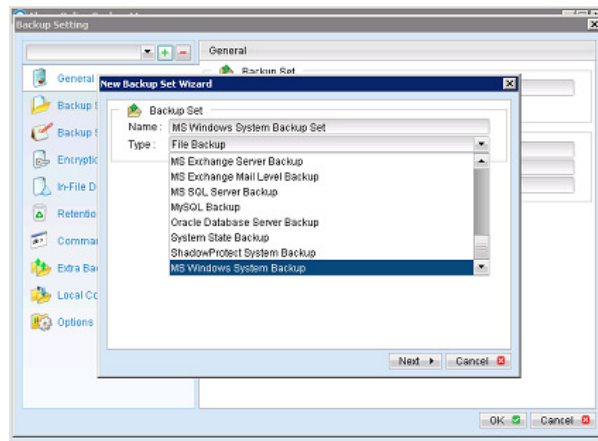 Backup Setting
General
Backup Set
General
Backup
Backup
Encryptio
In-File D
Retentio
Comman
Extra Bac
Local Co
Options
New Backup Set Wizard
Backup Set
Name : MS Windows System Backup Set
Type : File Backup
MS Exchange Server Backup
MS Exchange Mail Level Backup
MS SQL Server Backup
MySQL Backup
Oracle Database Server Backup
System State Backup
ShadowProtect System Backup
MS Windows System Backup
Next
Cancel
OK
Cancel